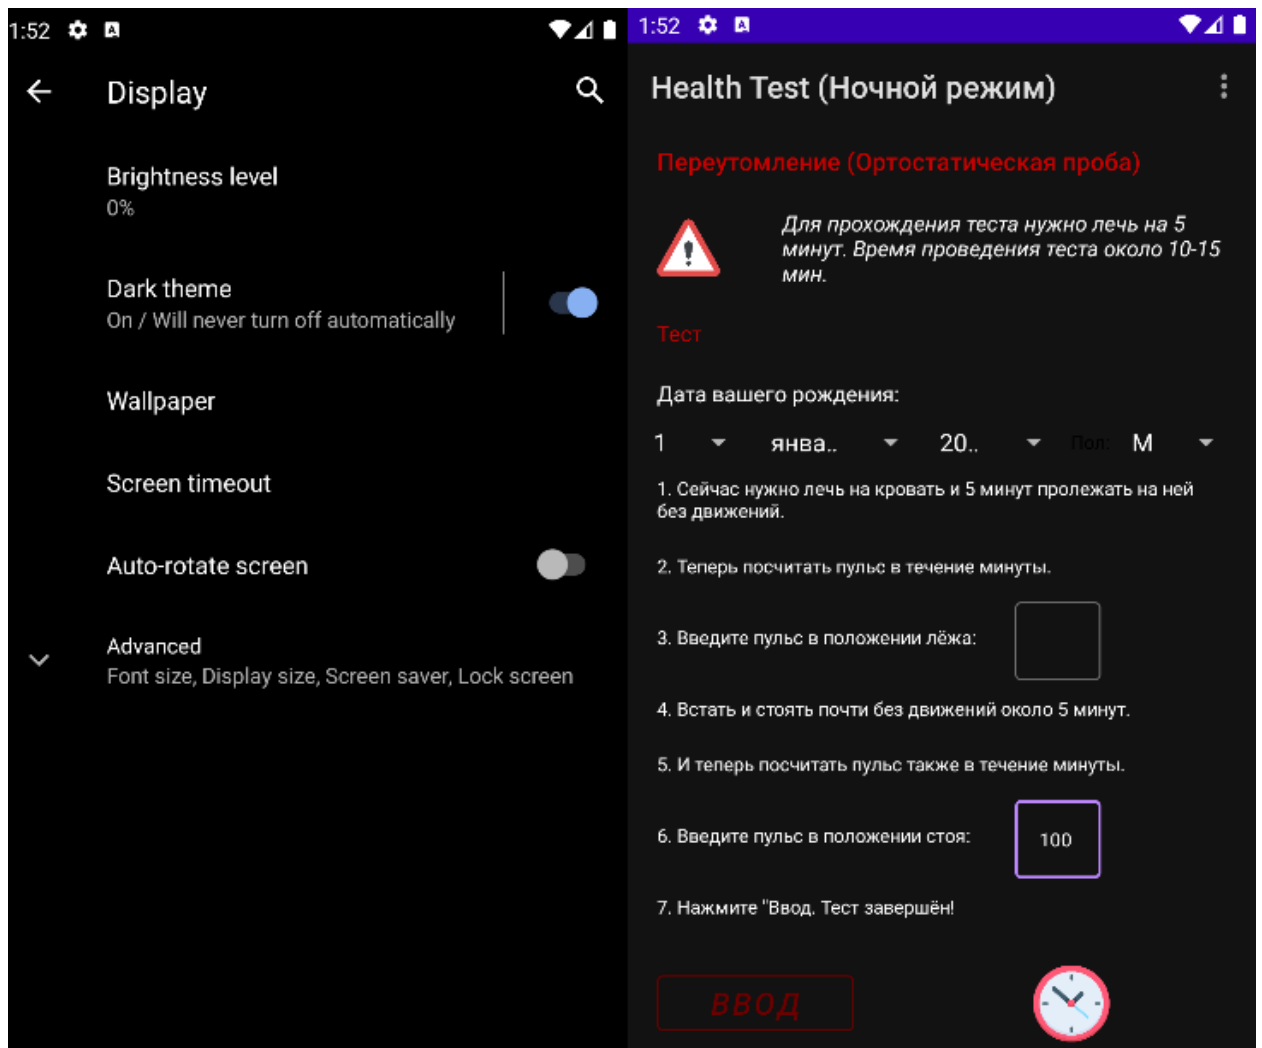 1:52
Display
Brightness level
0%
Dark theme
On / Will never turn off automatically
Wallpaper
Screen timeout
Auto-rotate screen
Advanced
Font size, Display size, Screen saver, Lock screen
1:52
Health Test (Ночной режим)
Переутомление (Ортостатическая проба)
Для прохождения теста нужно лечь на 5
минут. Время проведения теста около 10-15
мин.
Тест
Дата вашего рождения:
1 янва.. 20.. Пол: М
1. Сейчас нужно лечь на кровать и 5 минут пролежать на ней
без движений.
2. Теперь посчитать пульс в течение минуты.
3. Введите пульс в положении лёжа:
4. Встать и стоять почти без движений около 5 минут.
5. И теперь посчитать пульс также в течение минуты.
6. Введите пульс в положении стоя: 100
7. Нажмите "Ввод. Тест завершён!
ВВОД